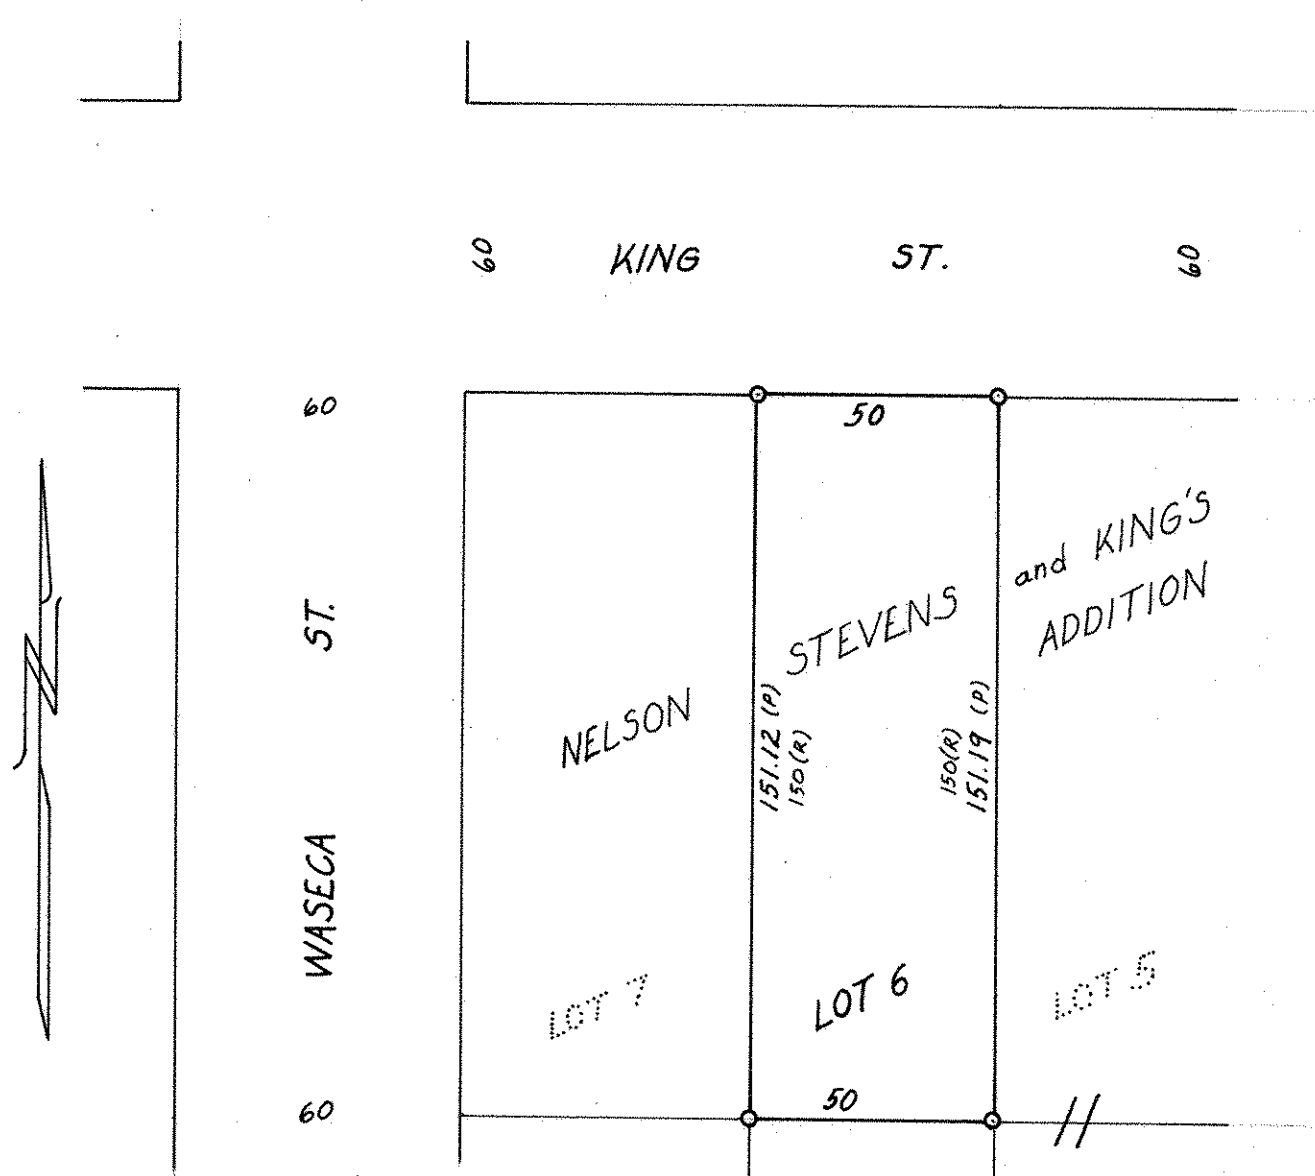 60 KING ST. 60
60
50
WASECA ST.
NELSON STEVENS and KING'S
ADDITION
151.12 (P)
150(R)
150(R)
151.19 (P)
LOT 7
LOT 6
LOT 5
60
50
N